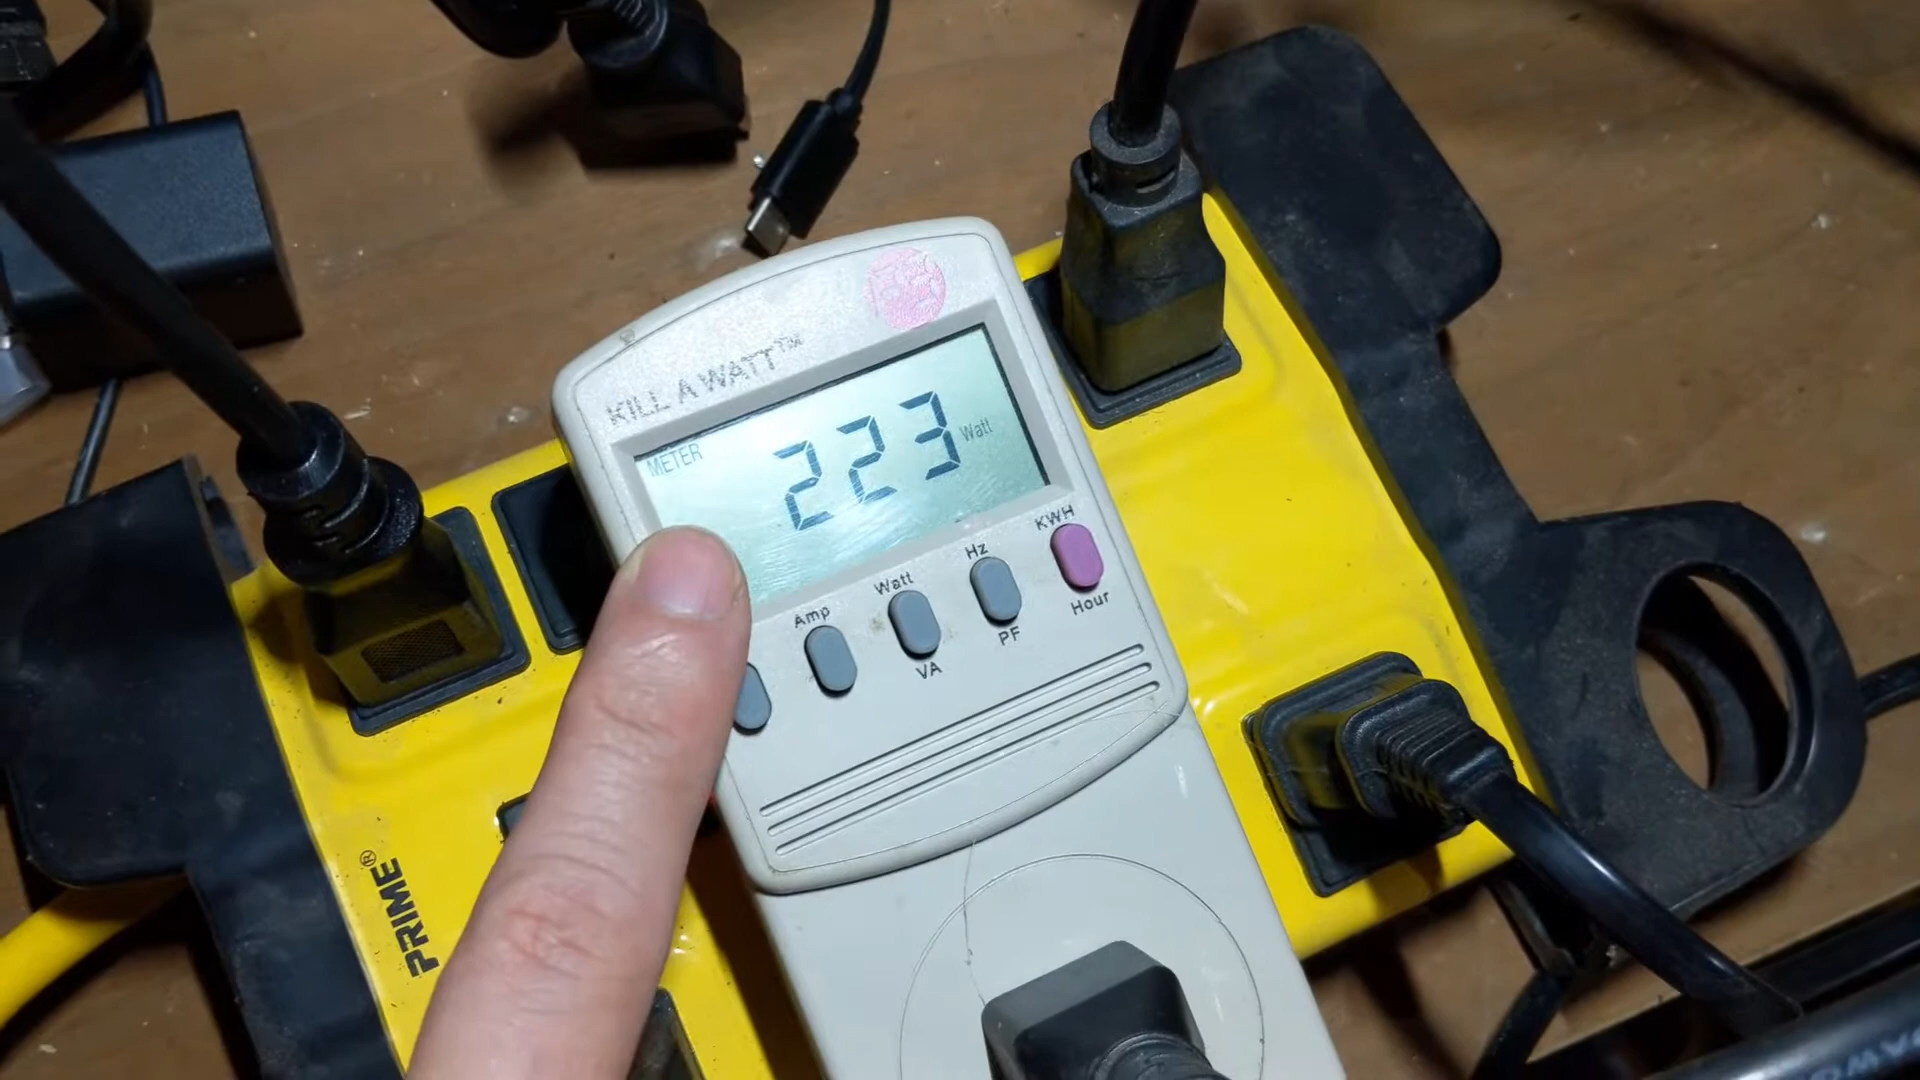 KILL A WATT™
METER
223 Watt
Amp
Watt
Hz
KWH
VA
PF
Hour
PRIME®